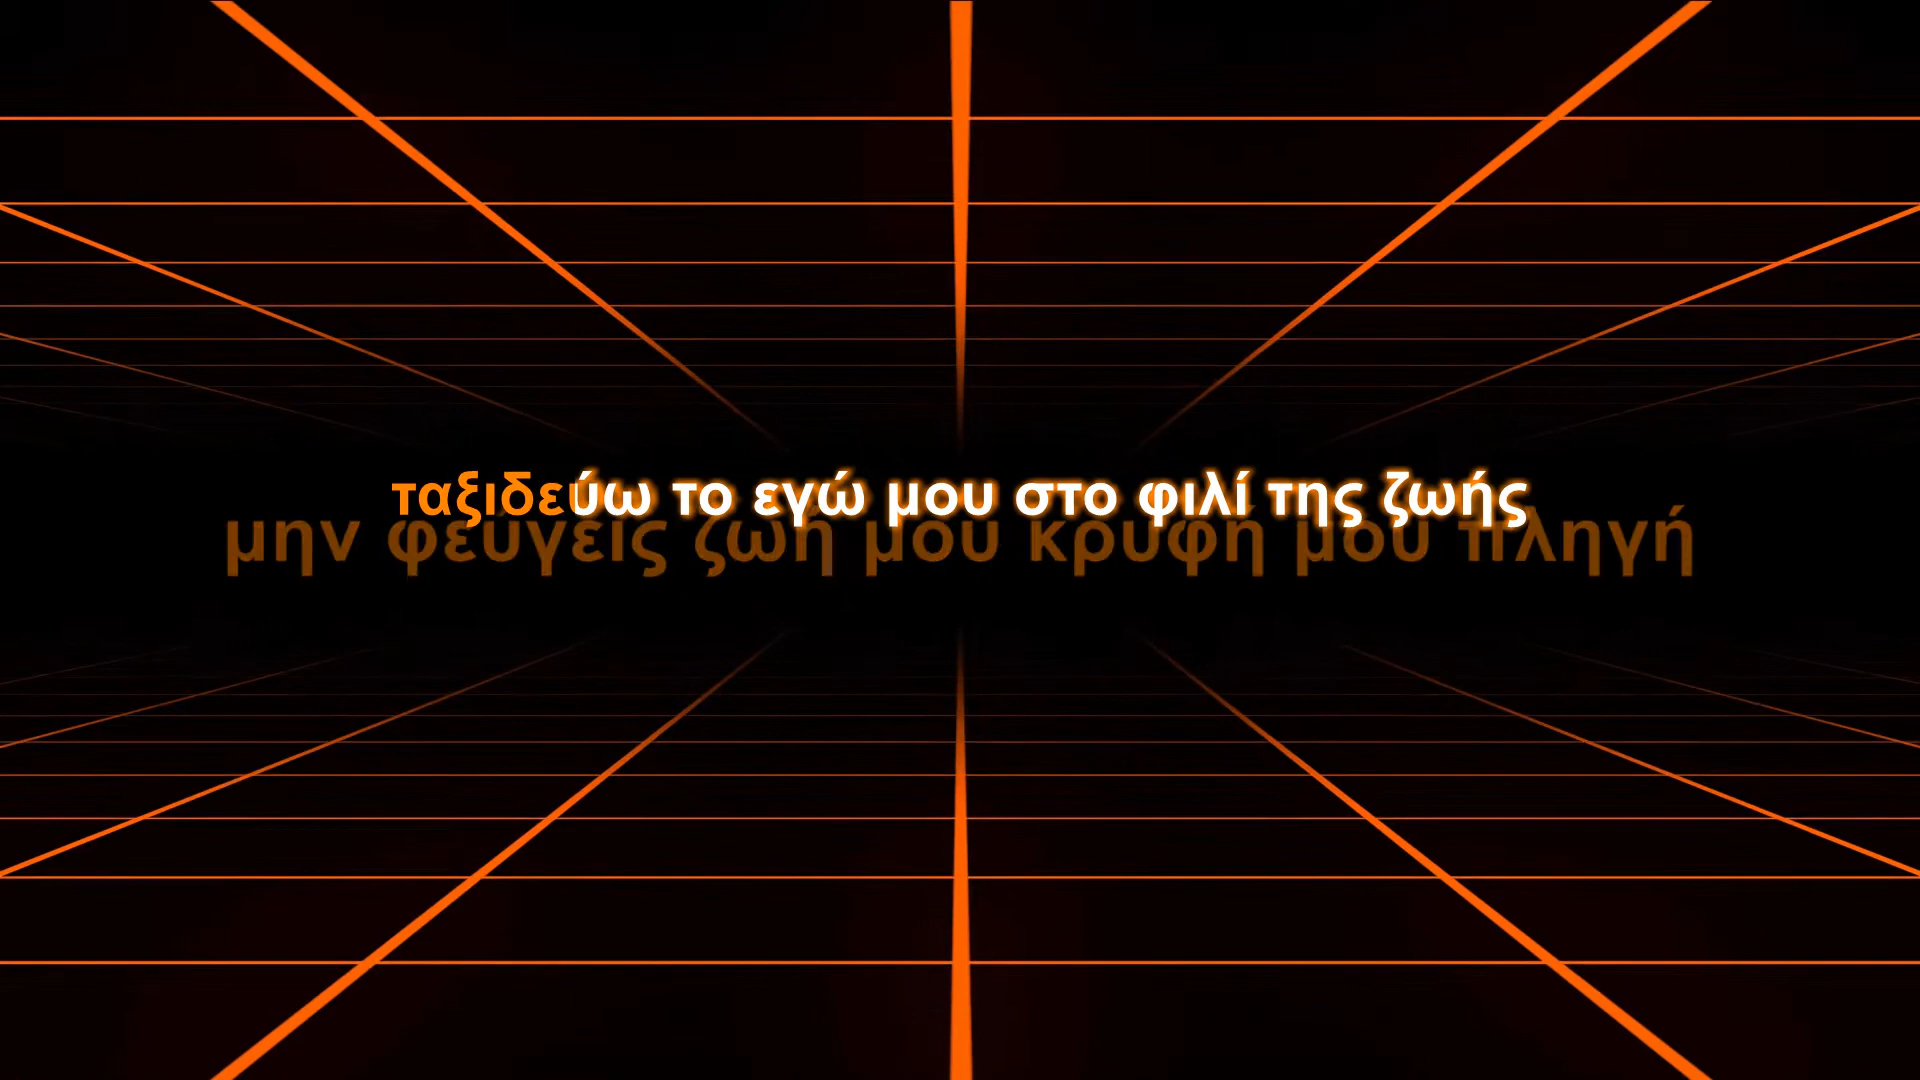 ταξιδεύω το εγώ μου στο φιλί της ζωής
μην φεύγεις ζωή μου κρυφή μου πληγή